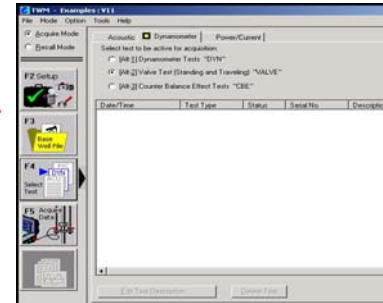 TWM - Examples : V11
File Mode Option Tools Help
Acquire Mode
Recall Mode
Acoustic Dynamometer Power/Current
Select test to be active for acquisition:
[Alt-1] Dynamometer Tests "DYN"
[Alt-2] Valve Test (Standing and Traveling) "VALVE"
[Alt-3] Counter Balance Effect Tests "CBE"
Date/Time Test Type Status Serial No. Descriptio
F2 Setup
F3
Base
Well File
F4
Select
Test
F5 Acquire
Data
Edit Test Description Delete Test